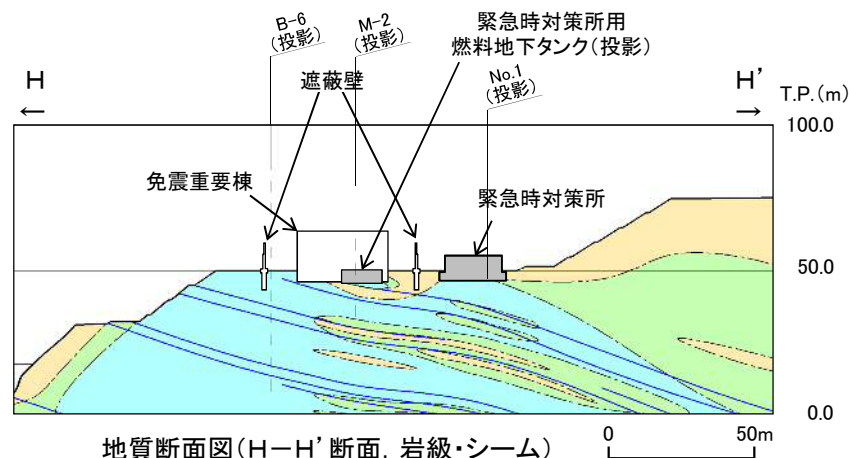 B-6
(投影)
M-2
(投影)
緊急時対策所用
燃料地下タンク(投影)
No.1
(投影)
H
←
遮蔽壁
H'
→
T.P.(m)
100.0
免震重要棟
緊急時対策所
50.0
0.0
地質断面図(H-H'断面,岩級・シーム)
0
50m